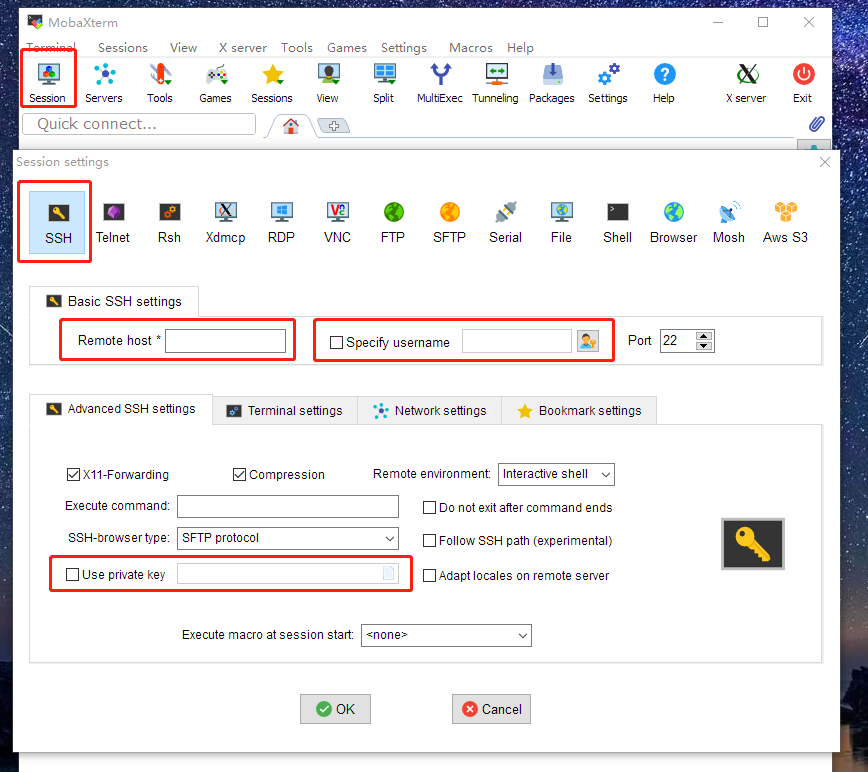 MobaXterm
Terminal Sessions View X server Tools Games Settings Macros Help
Session Servers Tools Games Sessions View Split MultiExec Tunneling Packages Settings Help X server Exit
Quick connect...
Session settings
SSH Telnet Rsh Xdmcp RDP VNC FTP SFTP Serial File Shell Browser Mosh Aws S3
Basic SSH settings
Remote host * Specify username Port 22
Advanced SSH settings Terminal settings Network settings Bookmark settings
X11-Forwarding Compression Remote environment: Interactive shell
Execute command: Do not exit after command ends
SSH-browser type: SFTP protocol Follow SSH path (experimental)
Use private key Adapt locales on remote server
Execute macro at session start: <none>
OK Cancel